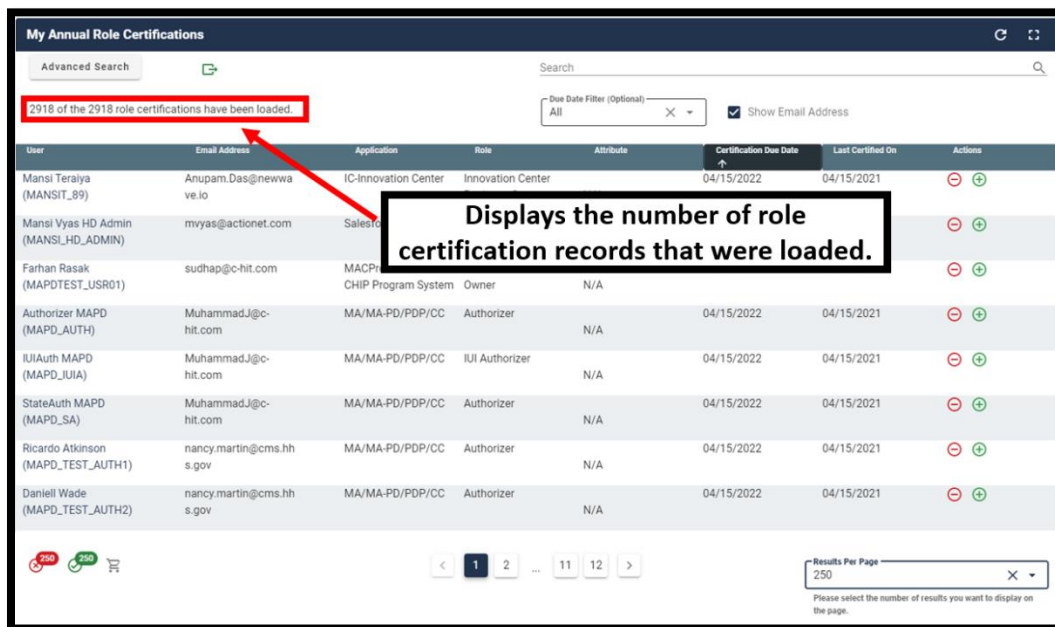 My Annual Role Certifications
Advanced Search
Search
2918 of the 2918 role certifications have been loaded.
Due Date Filter (Optional)
All
Show Email Address
User Email Address Application Role Attribute Certification Due Date Last Certified On Actions
Mansi Teraiya Anupam.Das@newwa IC-Innovation Center Innovation Center 04/15/2022 04/15/2021
(MANSIT_89) ve.io
Displays the number of role
certification records that were loaded.
Mansi Vyas HD Admin mvyas@actionet.com
(MANSI_HD_ADMIN)
Farhan Rasak sudhap@c-hit.com
(MAPDTEST_USR01) CHIP Program System Owner N/A
Authorizer MAPD MuhammadJ@c- MA/MA-PD/PDP/CC Authorizer 04/15/2022 04/15/2021
(MAPD_AUTH) hit.com N/A
IUIAuth MAPD MuhammadJ@c- MA/MA-PD/PDP/CC IUI Authorizer 04/15/2022 04/15/2021
(MAPD_IUIA) hit.com N/A
StateAuth MAPD MuhammadJ@c- MA/MA-PD/PDP/CC Authorizer 04/15/2022 04/15/2021
(MAPD_SA) hit.com N/A
Ricardo Atkinson nancy.martin@cms.hh MA/MA-PD/PDP/CC Authorizer 04/15/2022 04/15/2021
(MAPD_TEST_AUTH1) s.gov N/A
Daniell Wade nancy.martin@cms.hh MA/MA-PD/PDP/CC Authorizer 04/15/2022 04/15/2021
(MAPD_TEST_AUTH2) s.gov N/A
250 250
1 2 ... 11 12
Results Per Page
250
Please select the number of results you want to display on
the page.